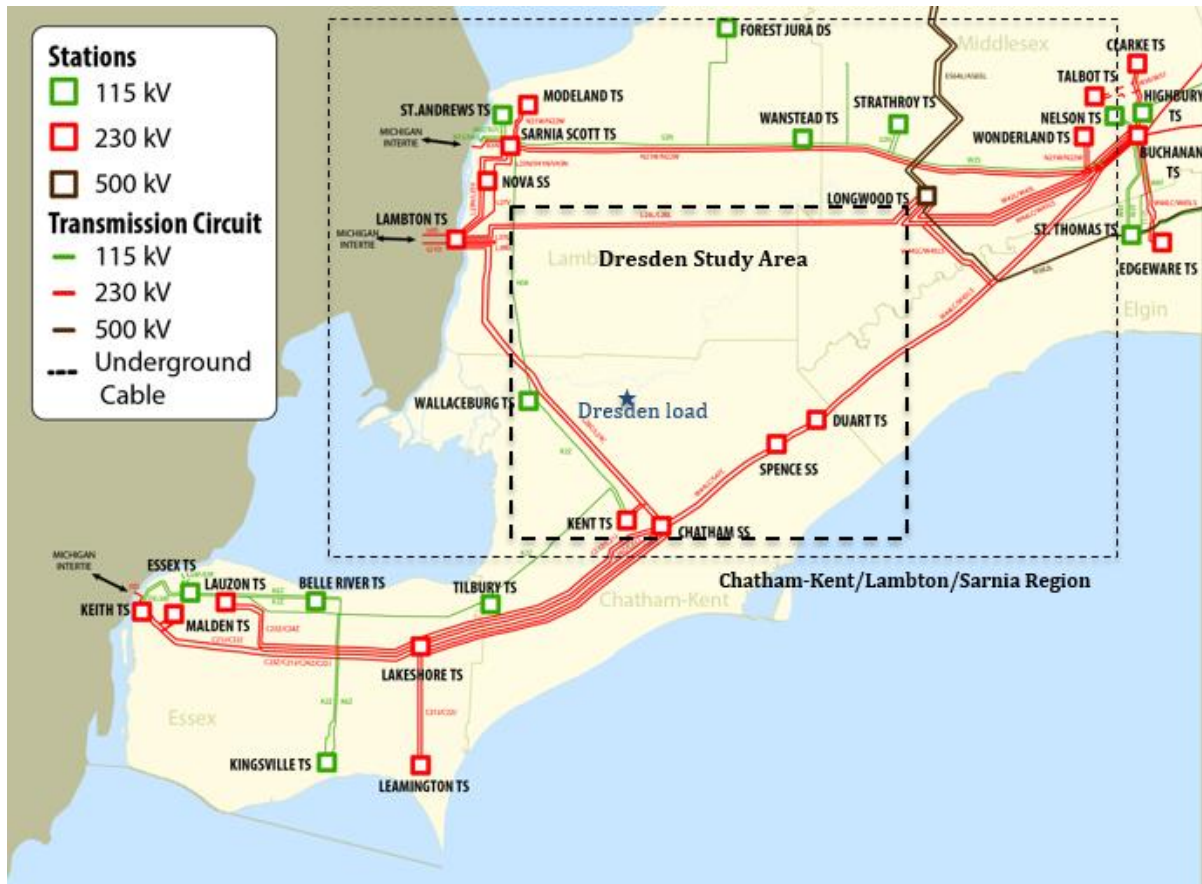 Stations
115 kV
230 kV
500 kV
Transmission Circuit
115 kV
230 kV
500 kV
Underground
Cable
FOREST JURA DS
Middlesex
CLARKE TS
TALBOT TS
HIGHBURY
TS
NELSON TS
WONDERLAND TS
BUCHANAN
TS
MODELAND TS
ST.ANDREWS TS
SARNIA SCOTT TS
WANSTEAD TS
STRATHROY TS
MICHIGAN
INTERTIE
N21W/N22W
NOVA SS
LONGWOOD TS
LAMBTON TS
MICHIGAN
INTERTIE
ST. THOMAS TS
EDGEWARE TS
Elgin
Dresden Study Area
WALLACEBURG TS
Dresden load
DUART TS
SPENCE SS
KENT TS
CHATHAM SS
Chatham-Kent/Lambton/Sarnia Region
Chatham-Kent
MICHIGAN
INTERTIE
ESSEX TS
LAUZON TS
BELLE RIVER TS
TILBURY TS
KEITH TS
MALDEN TS
LAKESHORE TS
Essex
KINGSVILLE TS
LEAMINGTON TS